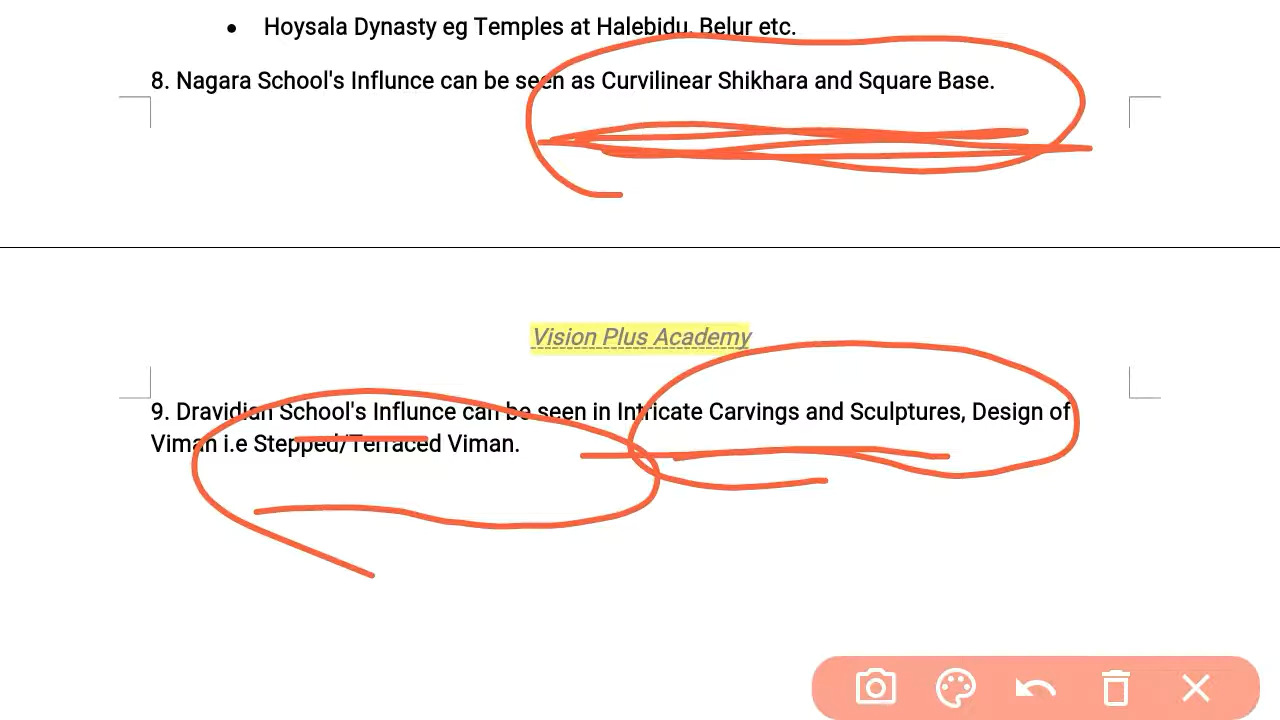 • Hoysala Dynasty eg Temples at Halebidu, Belur etc.
8. Nagara School's Influnce can be seen as Curvilinear Shikhara and Square Base.
Vision Plus Academy
9. Dravidian School's Influnce can be seen in Intricate Carvings and Sculptures, Design of
Viman i.e Stepped/Terraced Viman.